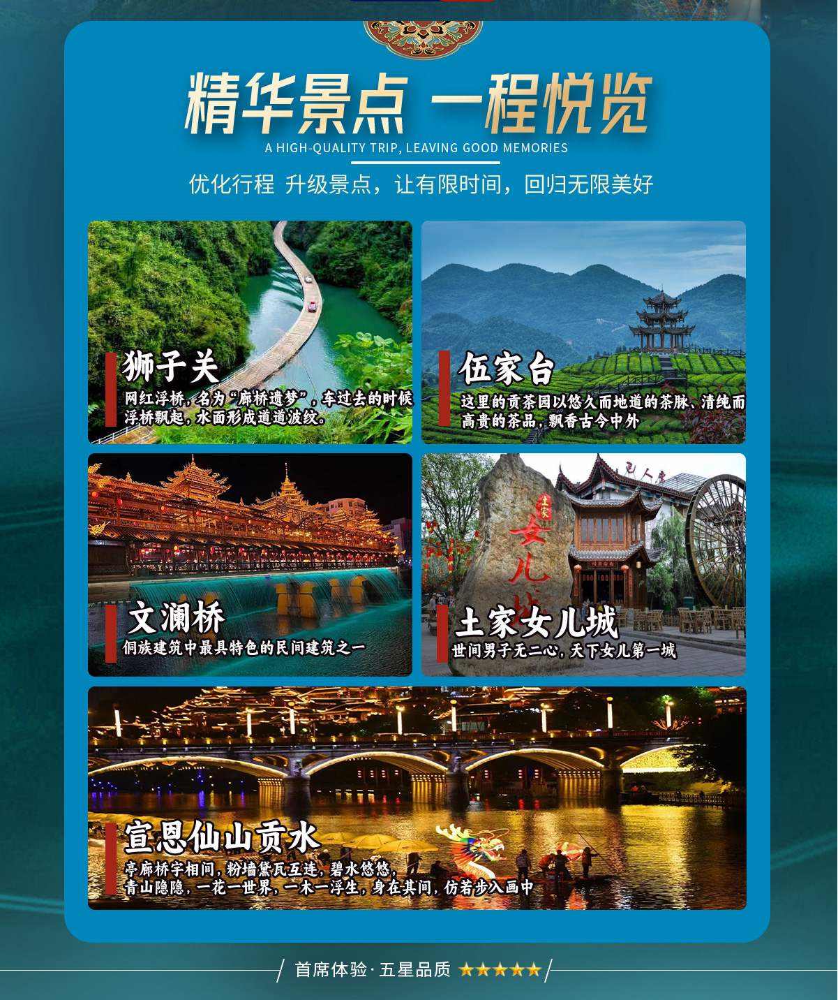 精华景点 一程悦览
A HIGH-QUALITY TRIP, LEAVING GOOD MEMORIES
优化行程 升级景点，让有限时间，回归无限美好
狮子关
网红浮桥，名为“廊桥遗梦”，车过去的时候
浮桥飘起，水面形成道道波纹。
伍家台
这里的贡茶园以悠久而地道的茶脉、清纯而
高贵的茶品，飘香古今中外
文澜桥
侗族建筑中最具特色的民间建筑之一
巴人堂
土家
女儿城
土家女儿城
世间男子无二心，天下女儿第一城
宣恩仙山贡水
亭廊桥宇相间，粉墙黛瓦互连，碧水悠悠，
青山隐隐，一花一世界，一木一浮生，身在其间，仿若步入画中
首席体验·五星品质